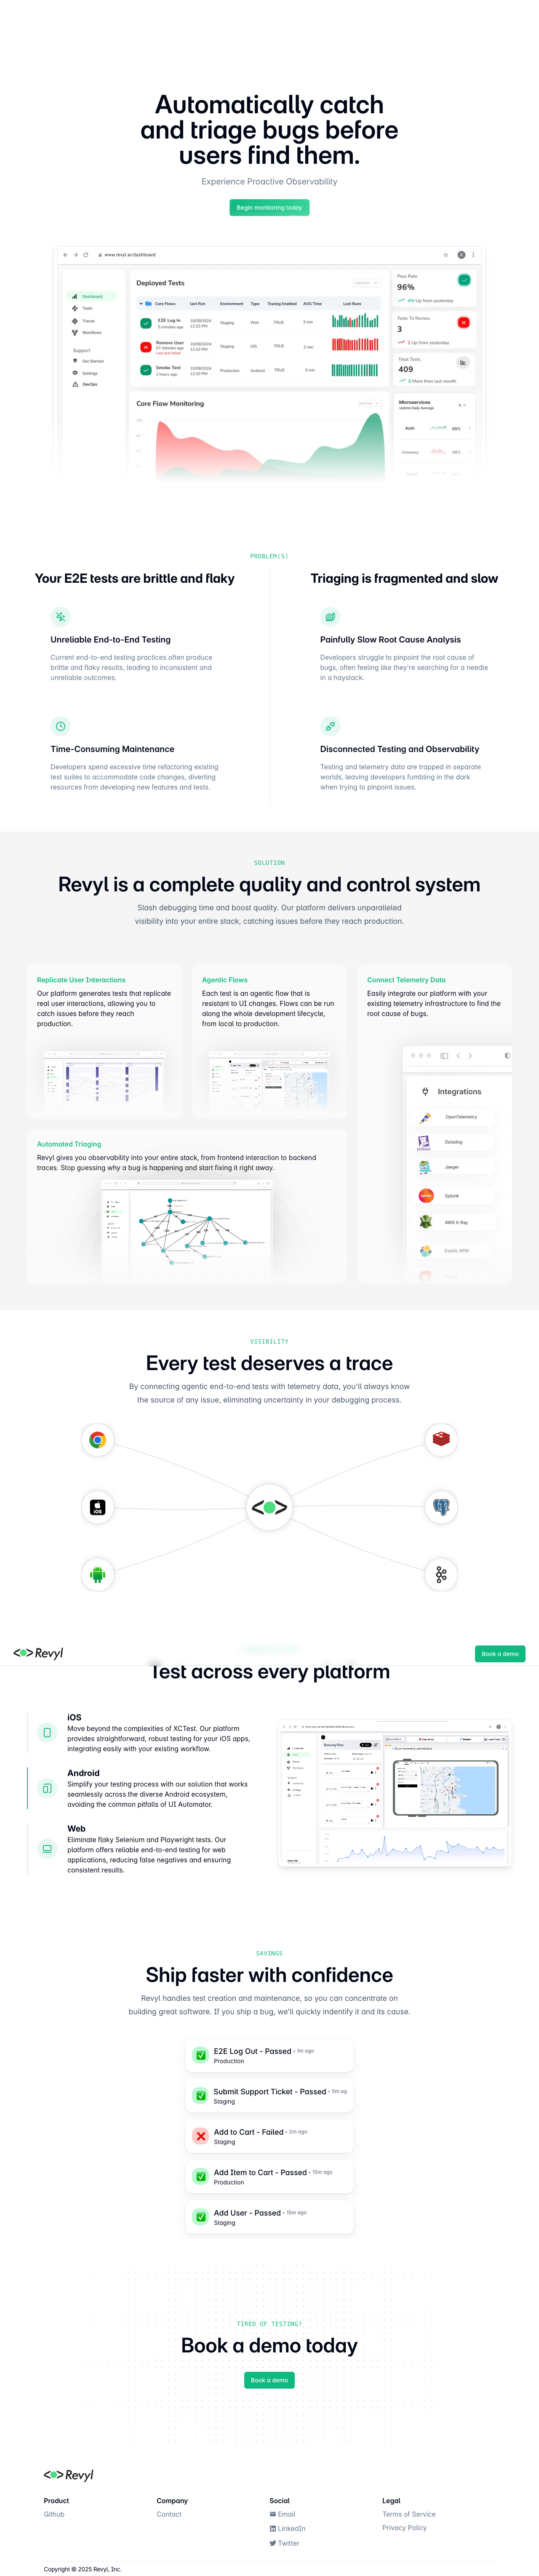 Automatically catch
and triage bugs before
users find them.
Experience Proactive Observability
Begin monitoring today
www.revyl.ai/dashboard
Dashboard
Tests
Traces
Workflows
Support
Get Started
Settings
DevOps
Deployed Tests
Core Flows Last Run Environment Type Tracing Enabled AVG Time Last Runs
E2E Log In 10/09/2024 Staging Web TRUE 5 min
5 minutes ago 12:53 PM
Remove User 10/09/2024 Staging iOS TRUE 3 min
57 minutes ago 12:53 PM
Last test failed
Smoke Test 10/09/2024 Production Android TRUE 3 min
2 hours ago 12:53 PM
Core Flow Monitoring
Pass Rate
96%
4% Up from yesterday
Tests To Review
3
2 Up from yesterday
Total Tests
409
8 More than last month
Microservices
Uptime Daily Average
Auth 99%
Gateway 98%
PROBLEM(S)
Your E2E tests are brittle and flaky
Unreliable End-to-End Testing
Current end-to-end testing practices often produce
brittle and flaky results, leading to inconsistent and
unreliable outcomes.
Time-Consuming Maintenance
Developers spend excessive time refactoring existing
test suites to accommodate code changes, diverting
resources from developing new features and tests.
Triaging is fragmented and slow
Painfully Slow Root Cause Analysis
Developers struggle to pinpoint the root cause of
bugs, often feeling like they're searching for a needle
in a haystack.
Disconnected Testing and Observability
Testing and telemetry data are trapped in separate
worlds, leaving developers fumbling in the dark
when trying to pinpoint issues.
SOLUTION
Revyl is a complete quality and control system
Slash debugging time and boost quality. Our platform delivers unparalleled
visibility into your entire stack, catching issues before they reach production.
Replicate User Interactions
Our platform generates tests that replicate
real user interactions, allowing you to
catch issues before they reach
production.
Agentic Flows
Each test is an agentic flow that is
resistant to UI changes. Flows can be run
along the whole development lifecycle,
from local to production.
Connect Telemetry Data
Easily integrate our platform with your
existing telemetry infrastructure to find the
root cause of bugs.
Integrations
OpenTelemetry
Datadog
Jaeger
Splunk
AWS X-Ray
Elastic APM
Automated Triaging
Revyl gives you observability into your entire stack, from frontend interaction to backend
traces. Stop guessing why a bug is happening and start fixing it right away.
VISIBILITY
Every test deserves a trace
By connecting agentic end-to-end tests with telemetry data, you'll always know
the source of any issue, eliminating uncertainty in your debugging process.
iOS
Revyl
Book a demo
Test across every platform
iOS
Move beyond the complexities of XCTest. Our platform
provides straightforward, robust testing for your iOS apps,
integrating easily with your existing workflow.
Android
Simplify your testing process with our solution that works
seamlessly across the diverse Android ecosystem,
avoiding the common pitfalls of UI Automator.
Web
Eliminate flaky Selenium and Playwright tests. Our
platform offers reliable end-to-end testing for web
applications, reducing false negatives and ensuring
consistent results.
SAVINGS
Ship faster with confidence
Revyl handles test creation and maintenance, so you can concentrate on
building great software. If you ship a bug, we'll quickly indentify it and its cause.
E2E Log Out - Passed · 1m ago
Production
Submit Support Ticket - Passed · 5m ag
Staging
Add to Cart - Failed · 2m ago
Staging
Add Item to Cart - Passed · 15m ago
Production
Add User - Passed · 15m ago
Staging
TIRED OF TESTING?
Book a demo today
Book a demo
Revyl
Product Company Social Legal
Github Contact Email Terms of Service
LinkedIn Privacy Policy
Twitter
Copyright © 2025 Revyl, Inc.